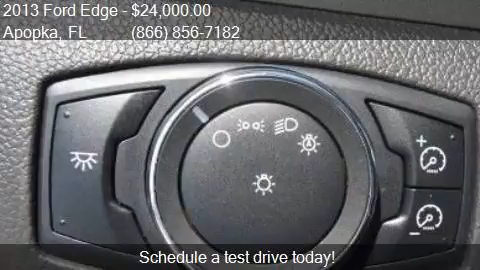 2013 Ford Edge - $24,000.00
Apopka, FL (866) 856-7182
Schedule a test drive today!